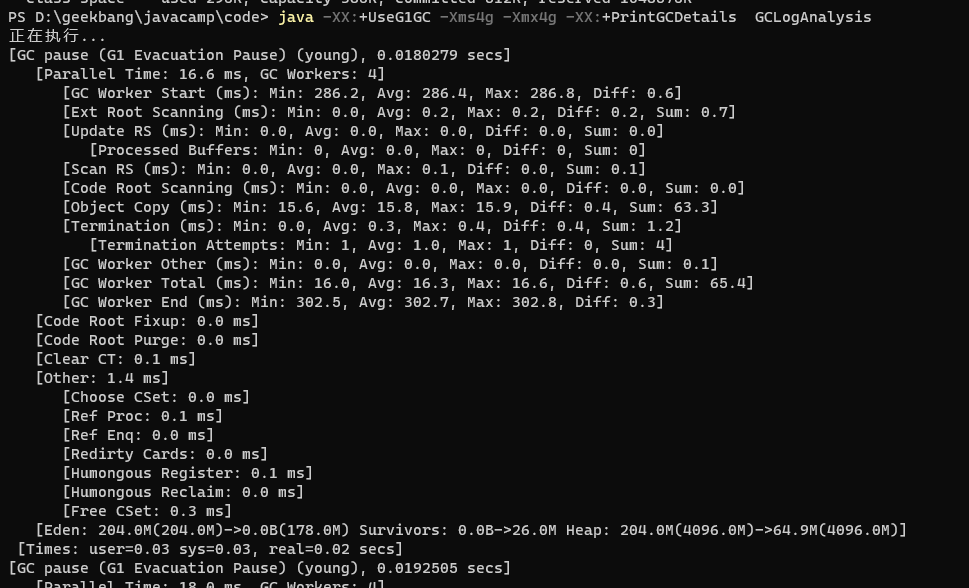 PS D:\geekbang\javacamp\code> java -XX:+UseG1GC -Xms4g -Xmx4g -XX:+PrintGCDetails  GCLogAnalysis
正在执行...
[GC pause (G1 Evacuation Pause) (young), 0.0180279 secs]
   [Parallel Time: 16.6 ms, GC Workers: 4]
      [GC Worker Start (ms): Min: 286.2, Avg: 286.4, Max: 286.8, Diff: 0.6]
      [Ext Root Scanning (ms): Min: 0.0, Avg: 0.2, Max: 0.2, Diff: 0.2, Sum: 0.7]
      [Update RS (ms): Min: 0.0, Avg: 0.0, Max: 0.0, Diff: 0.0, Sum: 0.0]
         [Processed Buffers: Min: 0, Avg: 0.0, Max: 0, Diff: 0, Sum: 0]
      [Scan RS (ms): Min: 0.0, Avg: 0.0, Max: 0.1, Diff: 0.0, Sum: 0.1]
      [Code Root Scanning (ms): Min: 0.0, Avg: 0.0, Max: 0.0, Diff: 0.0, Sum: 0.0]
      [Object Copy (ms): Min: 15.6, Avg: 15.8, Max: 15.9, Diff: 0.4, Sum: 63.3]
      [Termination (ms): Min: 0.0, Avg: 0.3, Max: 0.4, Diff: 0.4, Sum: 1.2]
         [Termination Attempts: Min: 1, Avg: 1.0, Max: 1, Diff: 0, Sum: 4]
      [GC Worker Other (ms): Min: 0.0, Avg: 0.0, Max: 0.0, Diff: 0.0, Sum: 0.1]
      [GC Worker Total (ms): Min: 16.0, Avg: 16.3, Max: 16.6, Diff: 0.6, Sum: 65.4]
      [GC Worker End (ms): Min: 302.5, Avg: 302.7, Max: 302.8, Diff: 0.3]
   [Code Root Fixup: 0.0 ms]
   [Code Root Purge: 0.0 ms]
   [Clear CT: 0.1 ms]
   [Other: 1.4 ms]
      [Choose CSet: 0.0 ms]
      [Ref Proc: 0.1 ms]
      [Ref Enq: 0.0 ms]
      [Redirty Cards: 0.0 ms]
      [Humongous Register: 0.1 ms]
      [Humongous Reclaim: 0.0 ms]
      [Free CSet: 0.3 ms]
   [Eden: 204.0M(204.0M)->0.0B(178.0M) Survivors: 0.0B->26.0M Heap: 204.0M(4096.0M)->64.9M(4096.0M)]
 [Times: user=0.03 sys=0.03, real=0.02 secs]
[GC pause (G1 Evacuation Pause) (young), 0.0192505 secs]
   [Parallel Time: 18.0 ms, GC Workers: 4]